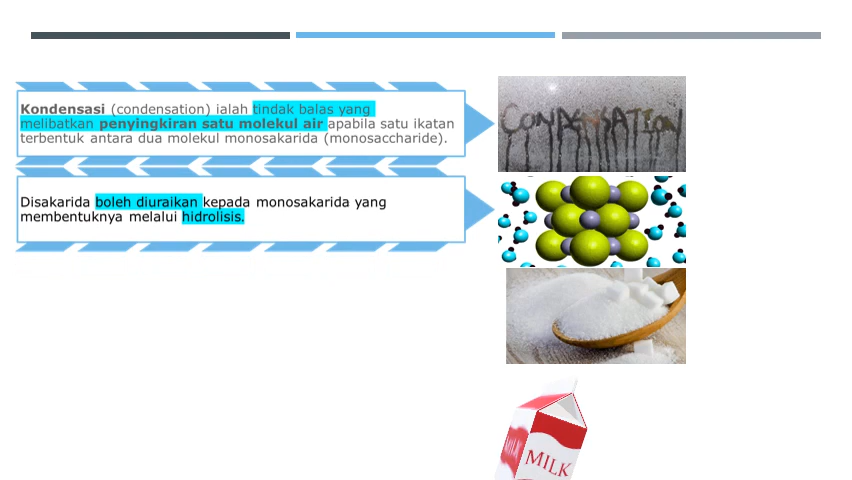 Kondensasi (condensation) ialah tindak balas yang
melibatkan penyingkiran satu molekul air apabila satu ikatan
terbentuk antara dua molekul monosakarida (monosaccharide).
CONDENSATION
Disakarida boleh diuraikan kepada monosakarida yang
membentuknya melalui hidrolisis.
MILK